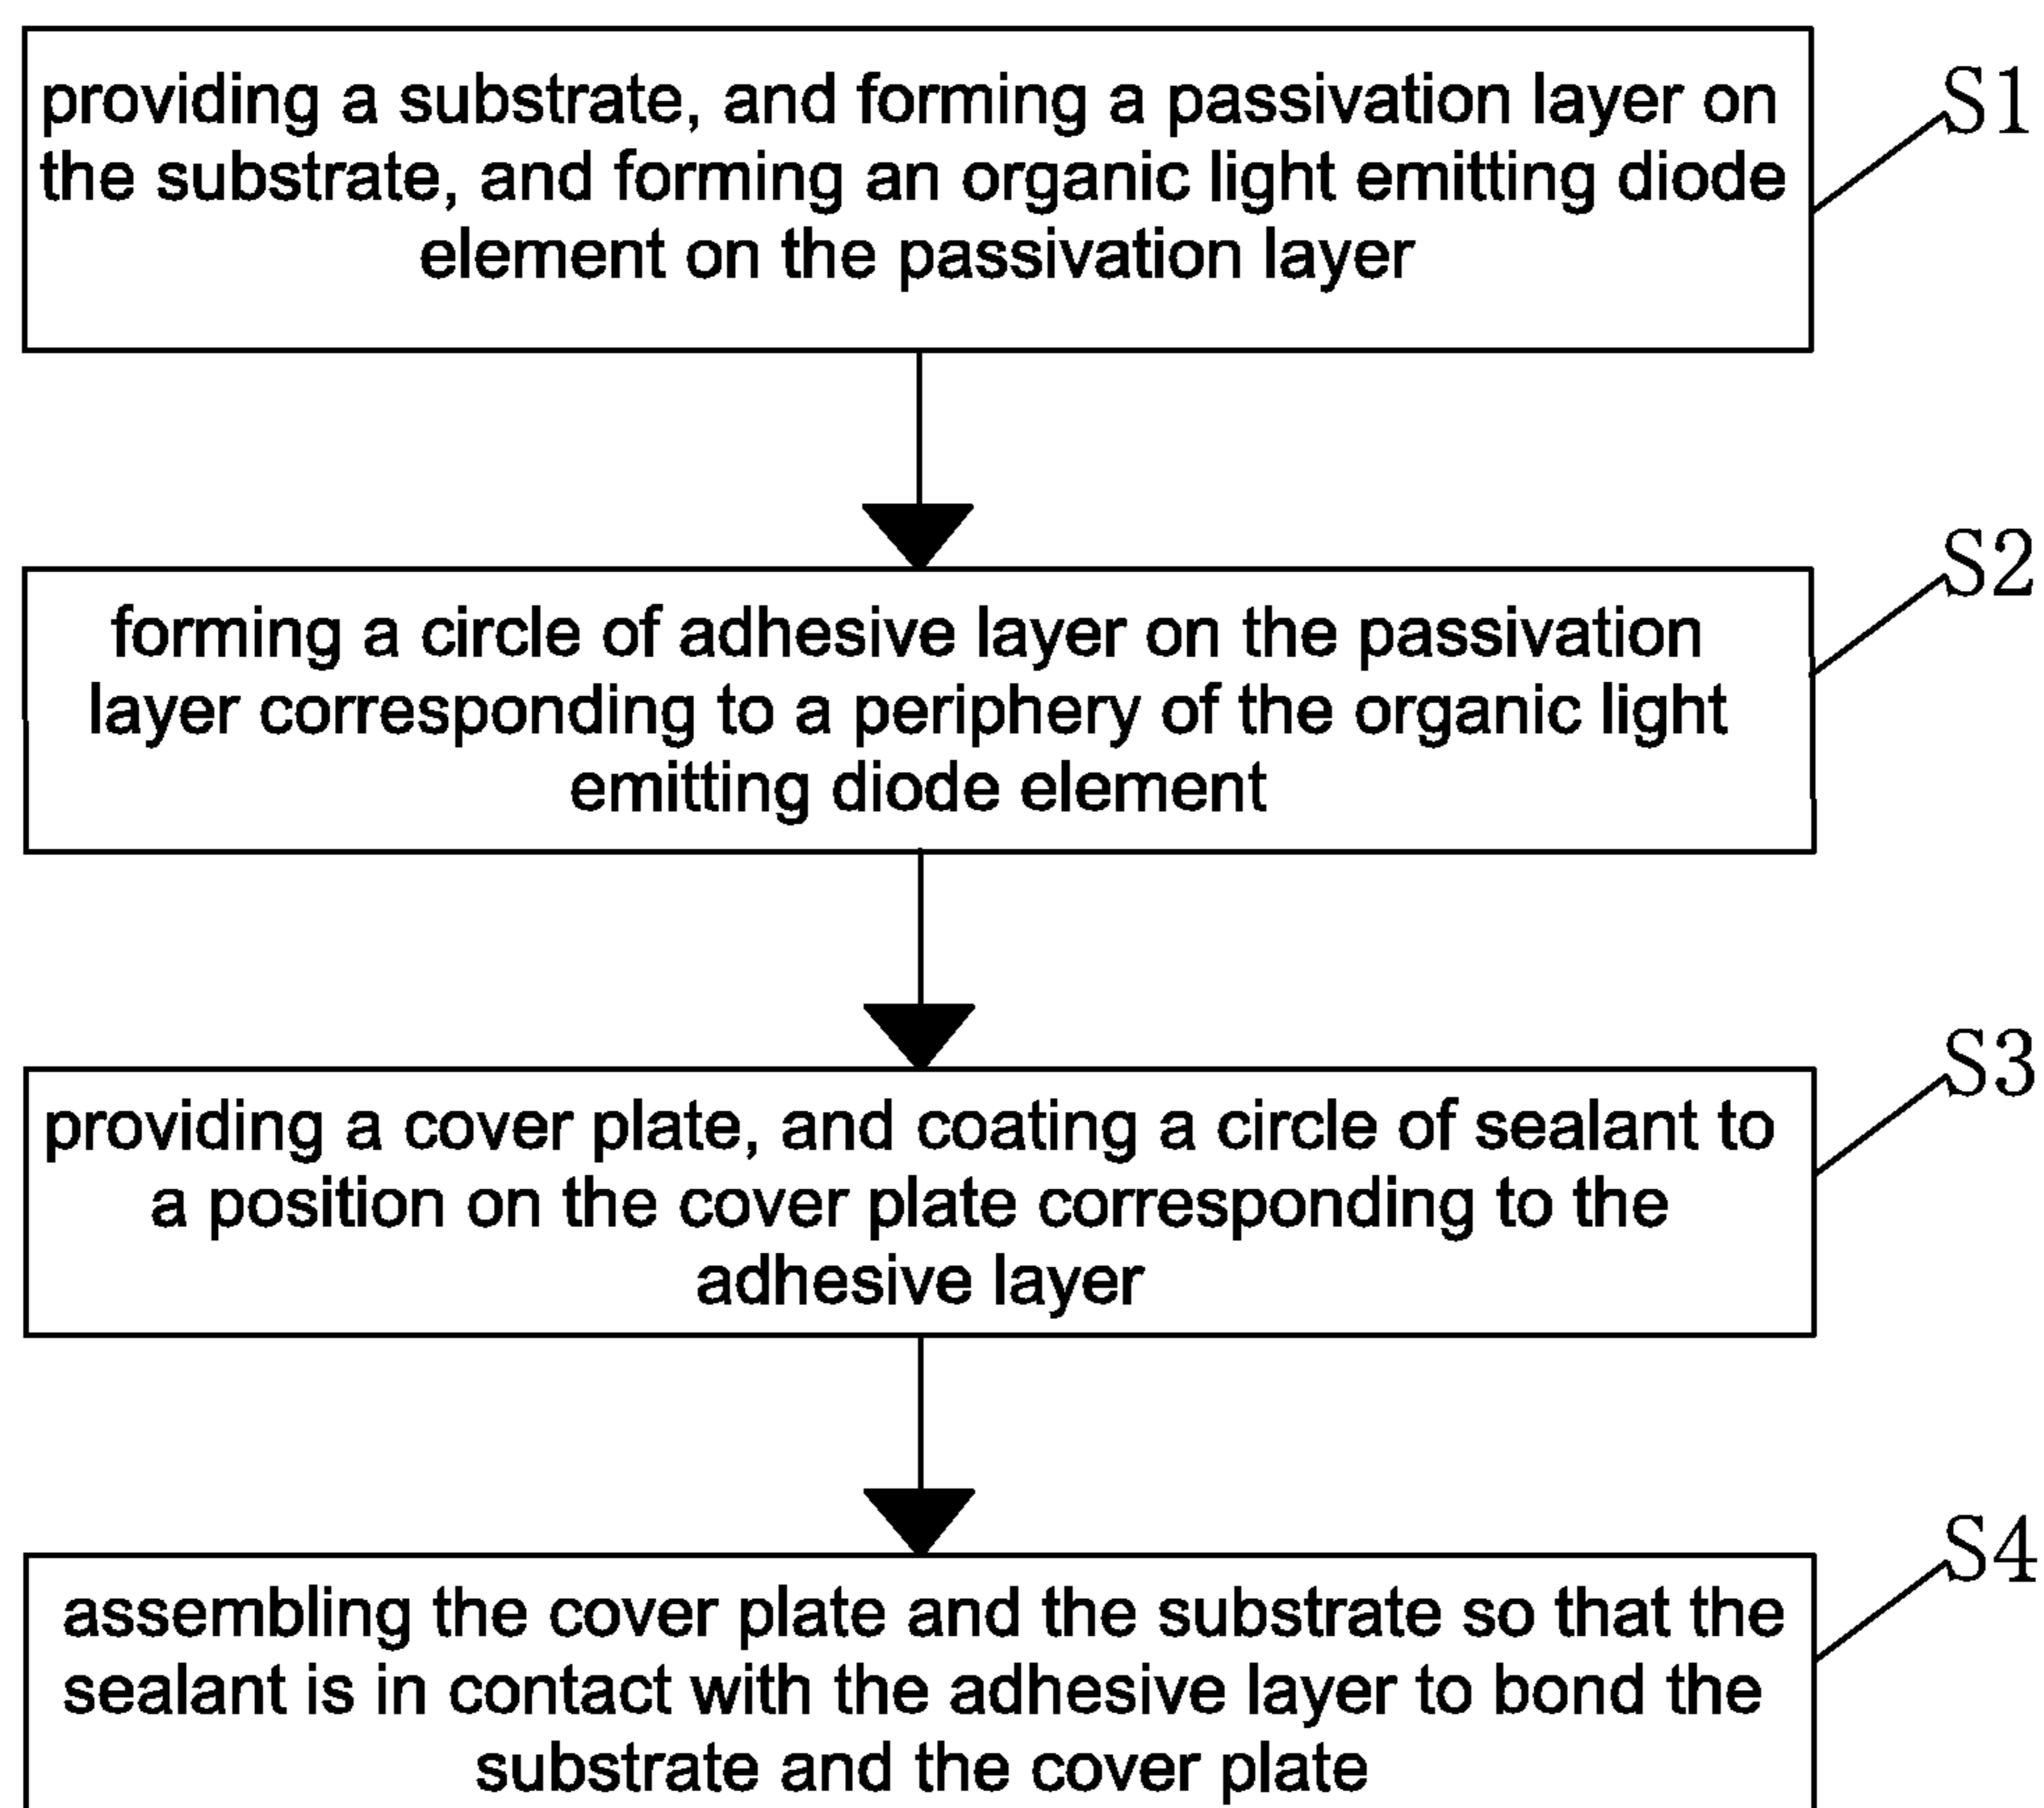 providing a substrate, and forming a passivation layer on
the substrate, and forming an organic light emitting diode
element on the passivation layer
S1
forming a circle of adhesive layer on the passivation
layer corresponding to a periphery of the organic light
emitting diode element
S2
providing a cover plate, and coating a circle of sealant to
a position on the cover plate corresponding to the
adhesive layer
S3
assembling the cover plate and the substrate so that the
sealant is in contact with the adhesive layer to bond the
substrate and the cover plate
S4